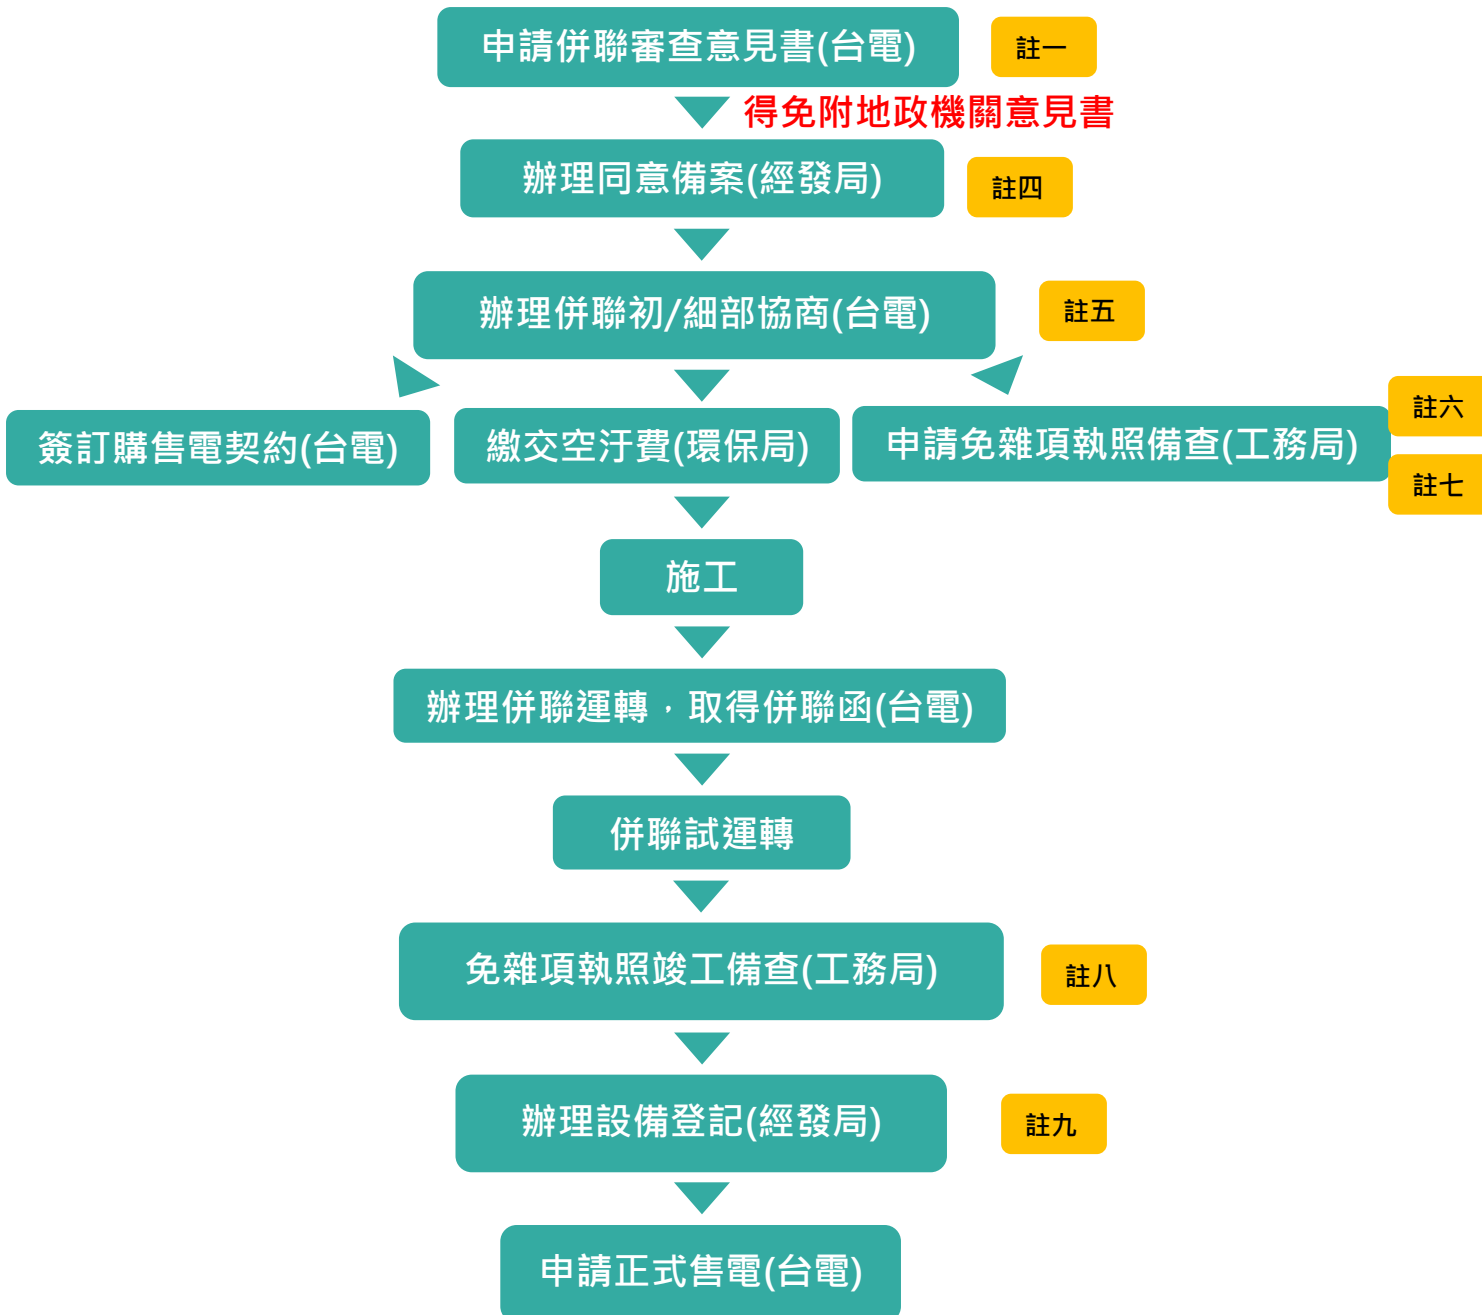 申請併聯審查意見書(台電)
註一
得免附地政機關意見書
辦理同意備案(經發局)
註四
辦理併聯初/細部協商(台電)
註五
簽訂購售電契約(台電)
繳交空汙費(環保局)
申請免雜項執照備查(工務局)
註六
註七
施工
辦理併聯運轉，取得併聯函(台電)
併聯試運轉
免雜項執照竣工備查(工務局)
註八
辦理設備登記(經發局)
註九
申請正式售電(台電)